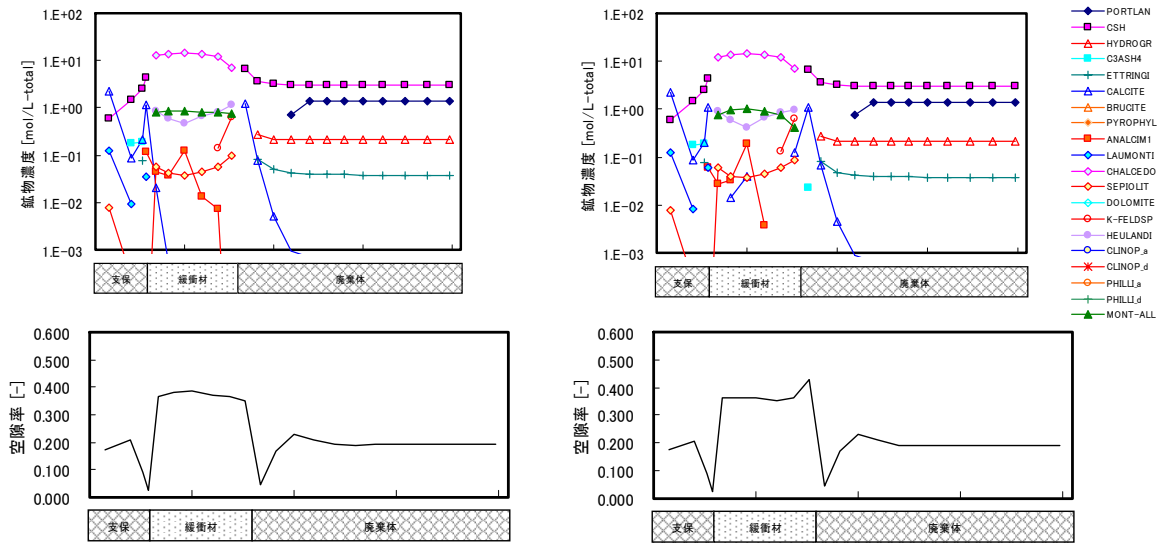 1.E+02
1.E+01
1.E+00
1.E-01
1.E-02
1.E-03
鉱物濃度 [mol/L-total]
支保
緩衝材
廃棄体
1.E+02
1.E+01
1.E+00
1.E-01
1.E-02
1.E-03
鉱物濃度 [mol/L-total]
支保
緩衝材
廃棄体
PORTLAN
CSH
HYDROGR
C3ASH4
ETTRINGI
CALCITE
BRUCITE
PYROPHYL
ANALCIM1
LAUMONTI
CHALCEDO
SEPIOLIT
DOLOMITE
K-FELDSP
HEULANDI
CLINOP_a
CLINOP_d
PHILLI_a
PHILLI_d
MONT-ALL
0.600
0.500
0.400
0.300
0.200
0.100
0.000
空隙率 [-]
支保
緩衝材
廃棄体
0.600
0.500
0.400
0.300
0.200
0.100
0.000
空隙率 [-]
支保
緩衝材
廃棄体